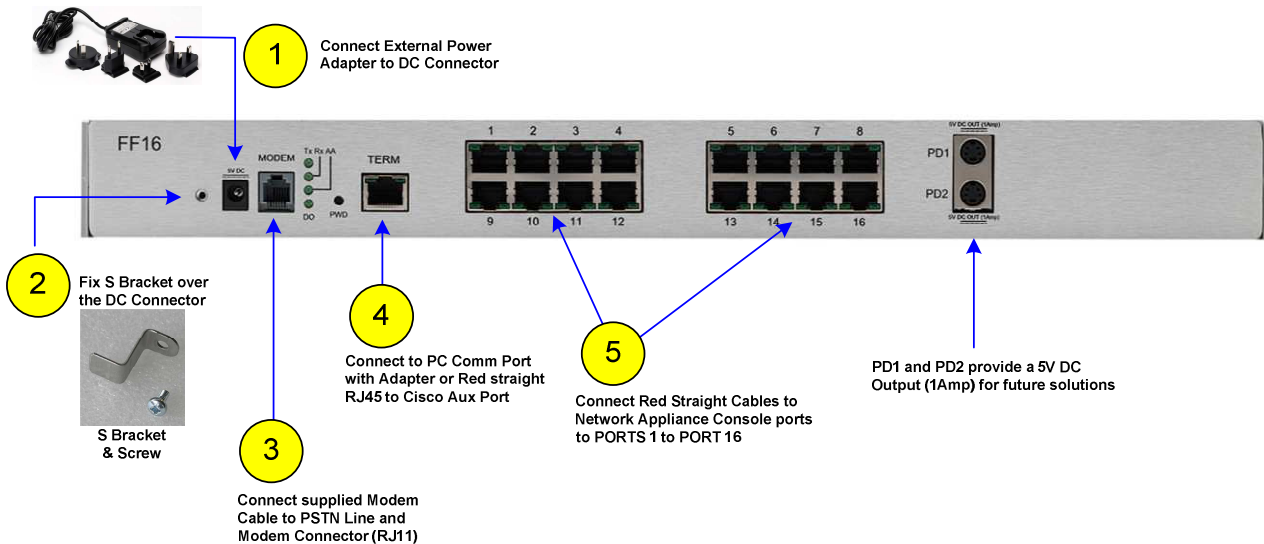 1
Connect External Power
Adapter to DC Connector
FF16
5V DC
MODEM
Tx Rx AA
DO
PWD
TERM
1 2 3 4
9 10 11 12
5 6 7 8
13 14 15 16
5V DC OUT (1Amp)
PD1
PD2
5V DC OUT (1Amp)
2
Fix S Bracket over
the DC Connector
S Bracket
& Screw
3
Connect supplied Modem
Cable to PSTN Line and
Modem Connector (RJ11)
4
Connect to PC Comm Port
with Adapter or Red straight
RJ45 to Cisco Aux Port
5
Connect Red Straight Cables to
Network Appliance Console ports
to PORTS 1 to PORT 16
PD1 and PD2 provide a 5V DC
Output (1Amp) for future solutions